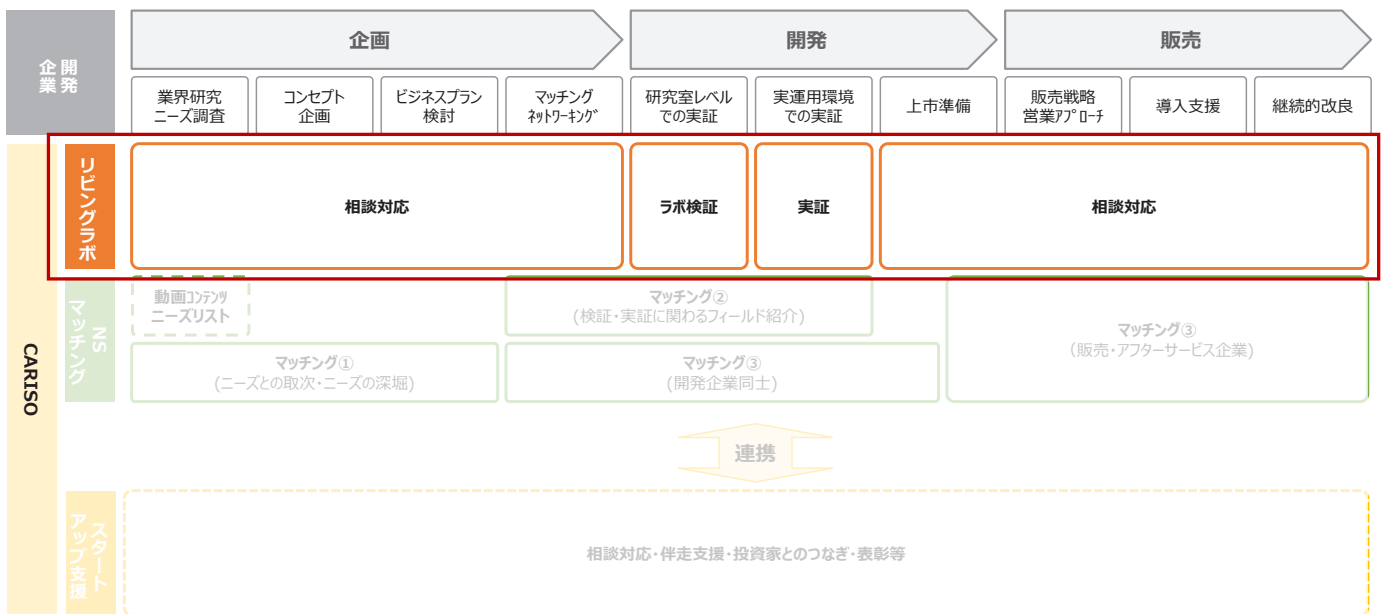 開発
企業
企画
開発
販売
業界研究
ニーズ調査
コンセプト
企画
ビジネスプラン
検討
マッチング
ﾈｯﾄﾜｰｷﾝｸﾞ
研究室レベル
での実証
実運用環境
での実証
上市準備
販売戦略
営業ｱﾌﾟﾛｰﾁ
導入支援
継続的改良
CARISO
リビングラボ
相談対応
ラボ検証
実証
相談対応
NS
マッチング
動画ｺﾝﾃﾝﾂ
ニーズリスト
マッチング②
(検証・実証に関わるフィールド紹介)
マッチング③
(販売・アフターサービス企業)
マッチング①
(ニーズとの取次・ニーズの深堀)
マッチング③
(開発企業同士)
連携
スタート
アップ支援
相談対応・伴走支援・投資家とのつなぎ・表彰等